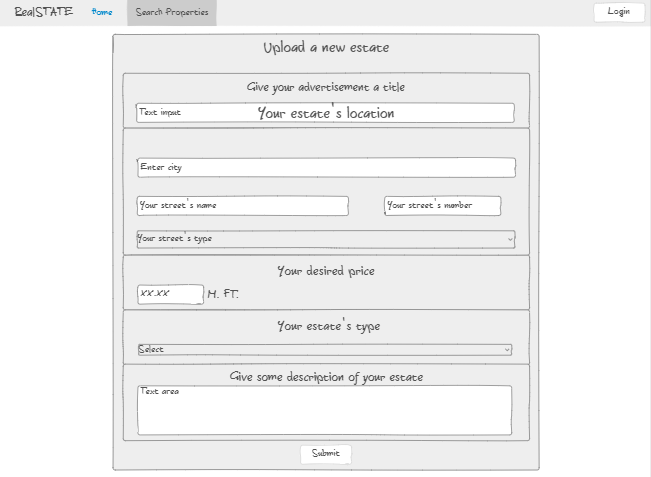 RealSTATE Home Search Properties Login
Upload a new estate
Give your advertisement a title
Text input
Your estate's location
Enter city
Your street's name Your street's number
Your street's type
Your desired price
XX.XX M. FT.
Your estate's type
Select
Give some description of your estate
Text area
Submit